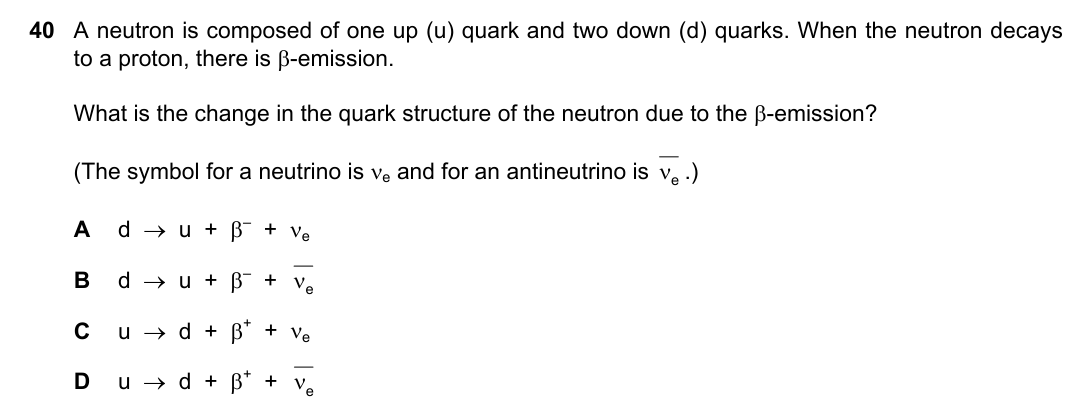 40 A neutron is composed of one up (u) quark and two down (d) quarks. When the neutron decays
to a proton, there is β-emission.
What is the change in the quark structure of the neutron due to the β-emission?
(The symbol for a neutrino is νₑ and for an antineutrino is ν̅ₑ .)
A d → u + β⁻ + νₑ
B d → u + β⁻ + ν̅ₑ
C u → d + β⁺ + νₑ
D u → d + β⁺ + ν̅ₑ